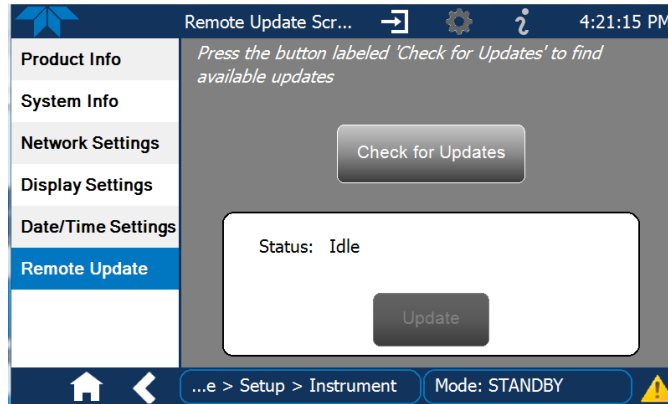 Remote Update Scr...
4:21:15 PM
Product Info
System Info
Network Settings
Display Settings
Date/Time Settings
Remote Update
Press the button labeled 'Check for Updates' to find
available updates
Check for Updates
Status: Idle
Update
...e > Setup > Instrument
Mode: STANDBY